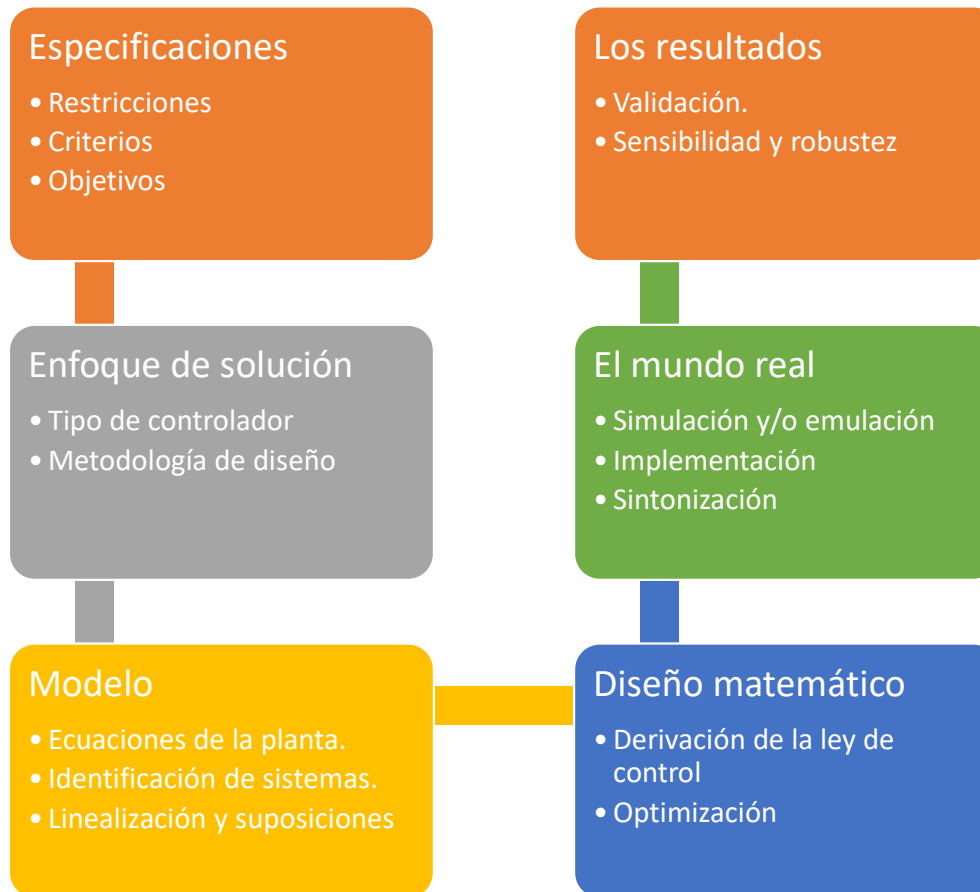 Especificaciones
• Restricciones
• Criterios
• Objetivos
Enfoque de solución
• Tipo de controlador
• Metodología de diseño
Modelo
• Ecuaciones de la planta.
• Identificación de sistemas.
• Linealización y suposiciones
Diseño matemático
• Derivación de la ley de
control
• Optimización
El mundo real
• Simulación y/o emulación
• Implementación
• Sintonización
Los resultados
• Validación.
• Sensibilidad y robustez